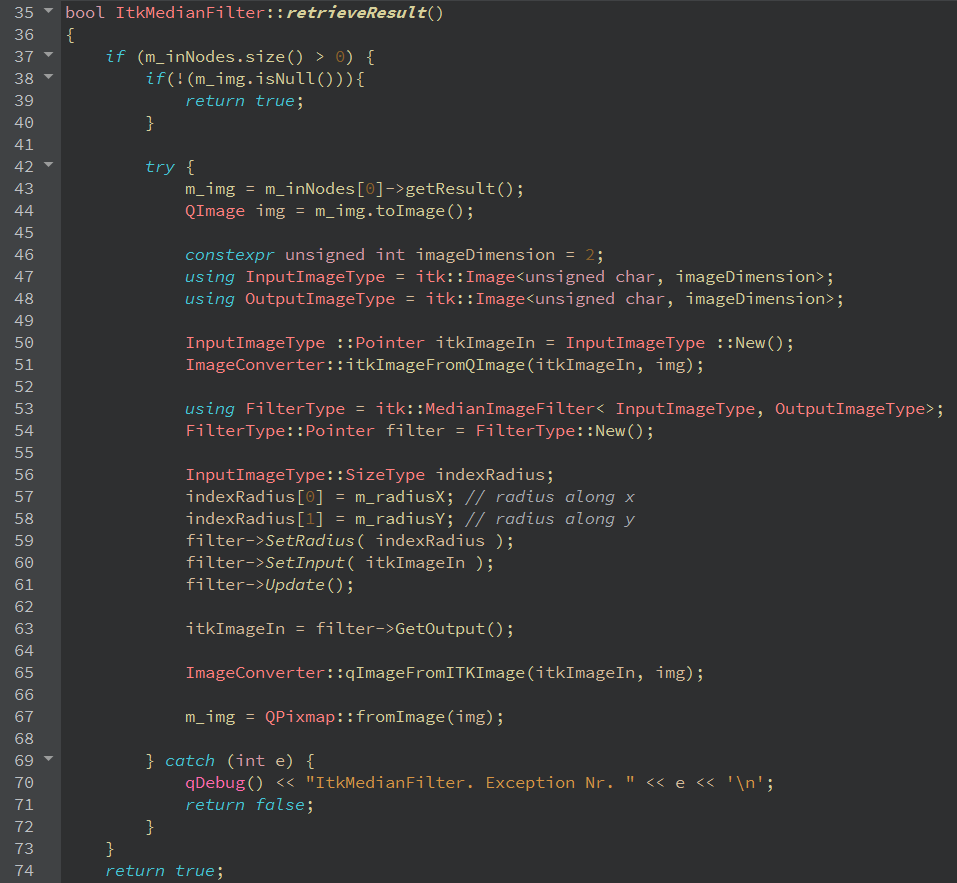 35 bool ItkMedianFilter::retrieveResult()
36 {
37     if (m_inNodes.size() > 0) {
38         if(!(m_img.isNull())){
39             return true;
40         }
41
42         try {
43             m_img = m_inNodes[0]->getResult();
44             QImage img = m_img.toImage();
45
46             constexpr unsigned int imageDimension = 2;
47             using InputImageType = itk::Image<unsigned char, imageDimension>;
48             using OutputImageType = itk::Image<unsigned char, imageDimension>;
49
50             InputImageType ::Pointer itkImageIn = InputImageType ::New();
51             ImageConverter::itkImageFromQImage(itkImageIn, img);
52
53             using FilterType = itk::MedianImageFilter< InputImageType, OutputImageType>;
54             FilterType::Pointer filter = FilterType::New();
55
56             InputImageType::SizeType indexRadius;
57             indexRadius[0] = m_radiusX; // radius along x
58             indexRadius[1] = m_radiusY; // radius along y
59             filter->SetRadius( indexRadius );
60             filter->SetInput( itkImageIn );
61             filter->Update();
62
63             itkImageIn = filter->GetOutput();
64
65             ImageConverter::qImageFromITKImage(itkImageIn, img);
66
67             m_img = QPixmap::fromImage(img);
68
69         } catch (int e) {
70             qDebug() << "ItkMedianFilter. Exception Nr. " << e << '\n';
71             return false;
72         }
73     }
74     return true;